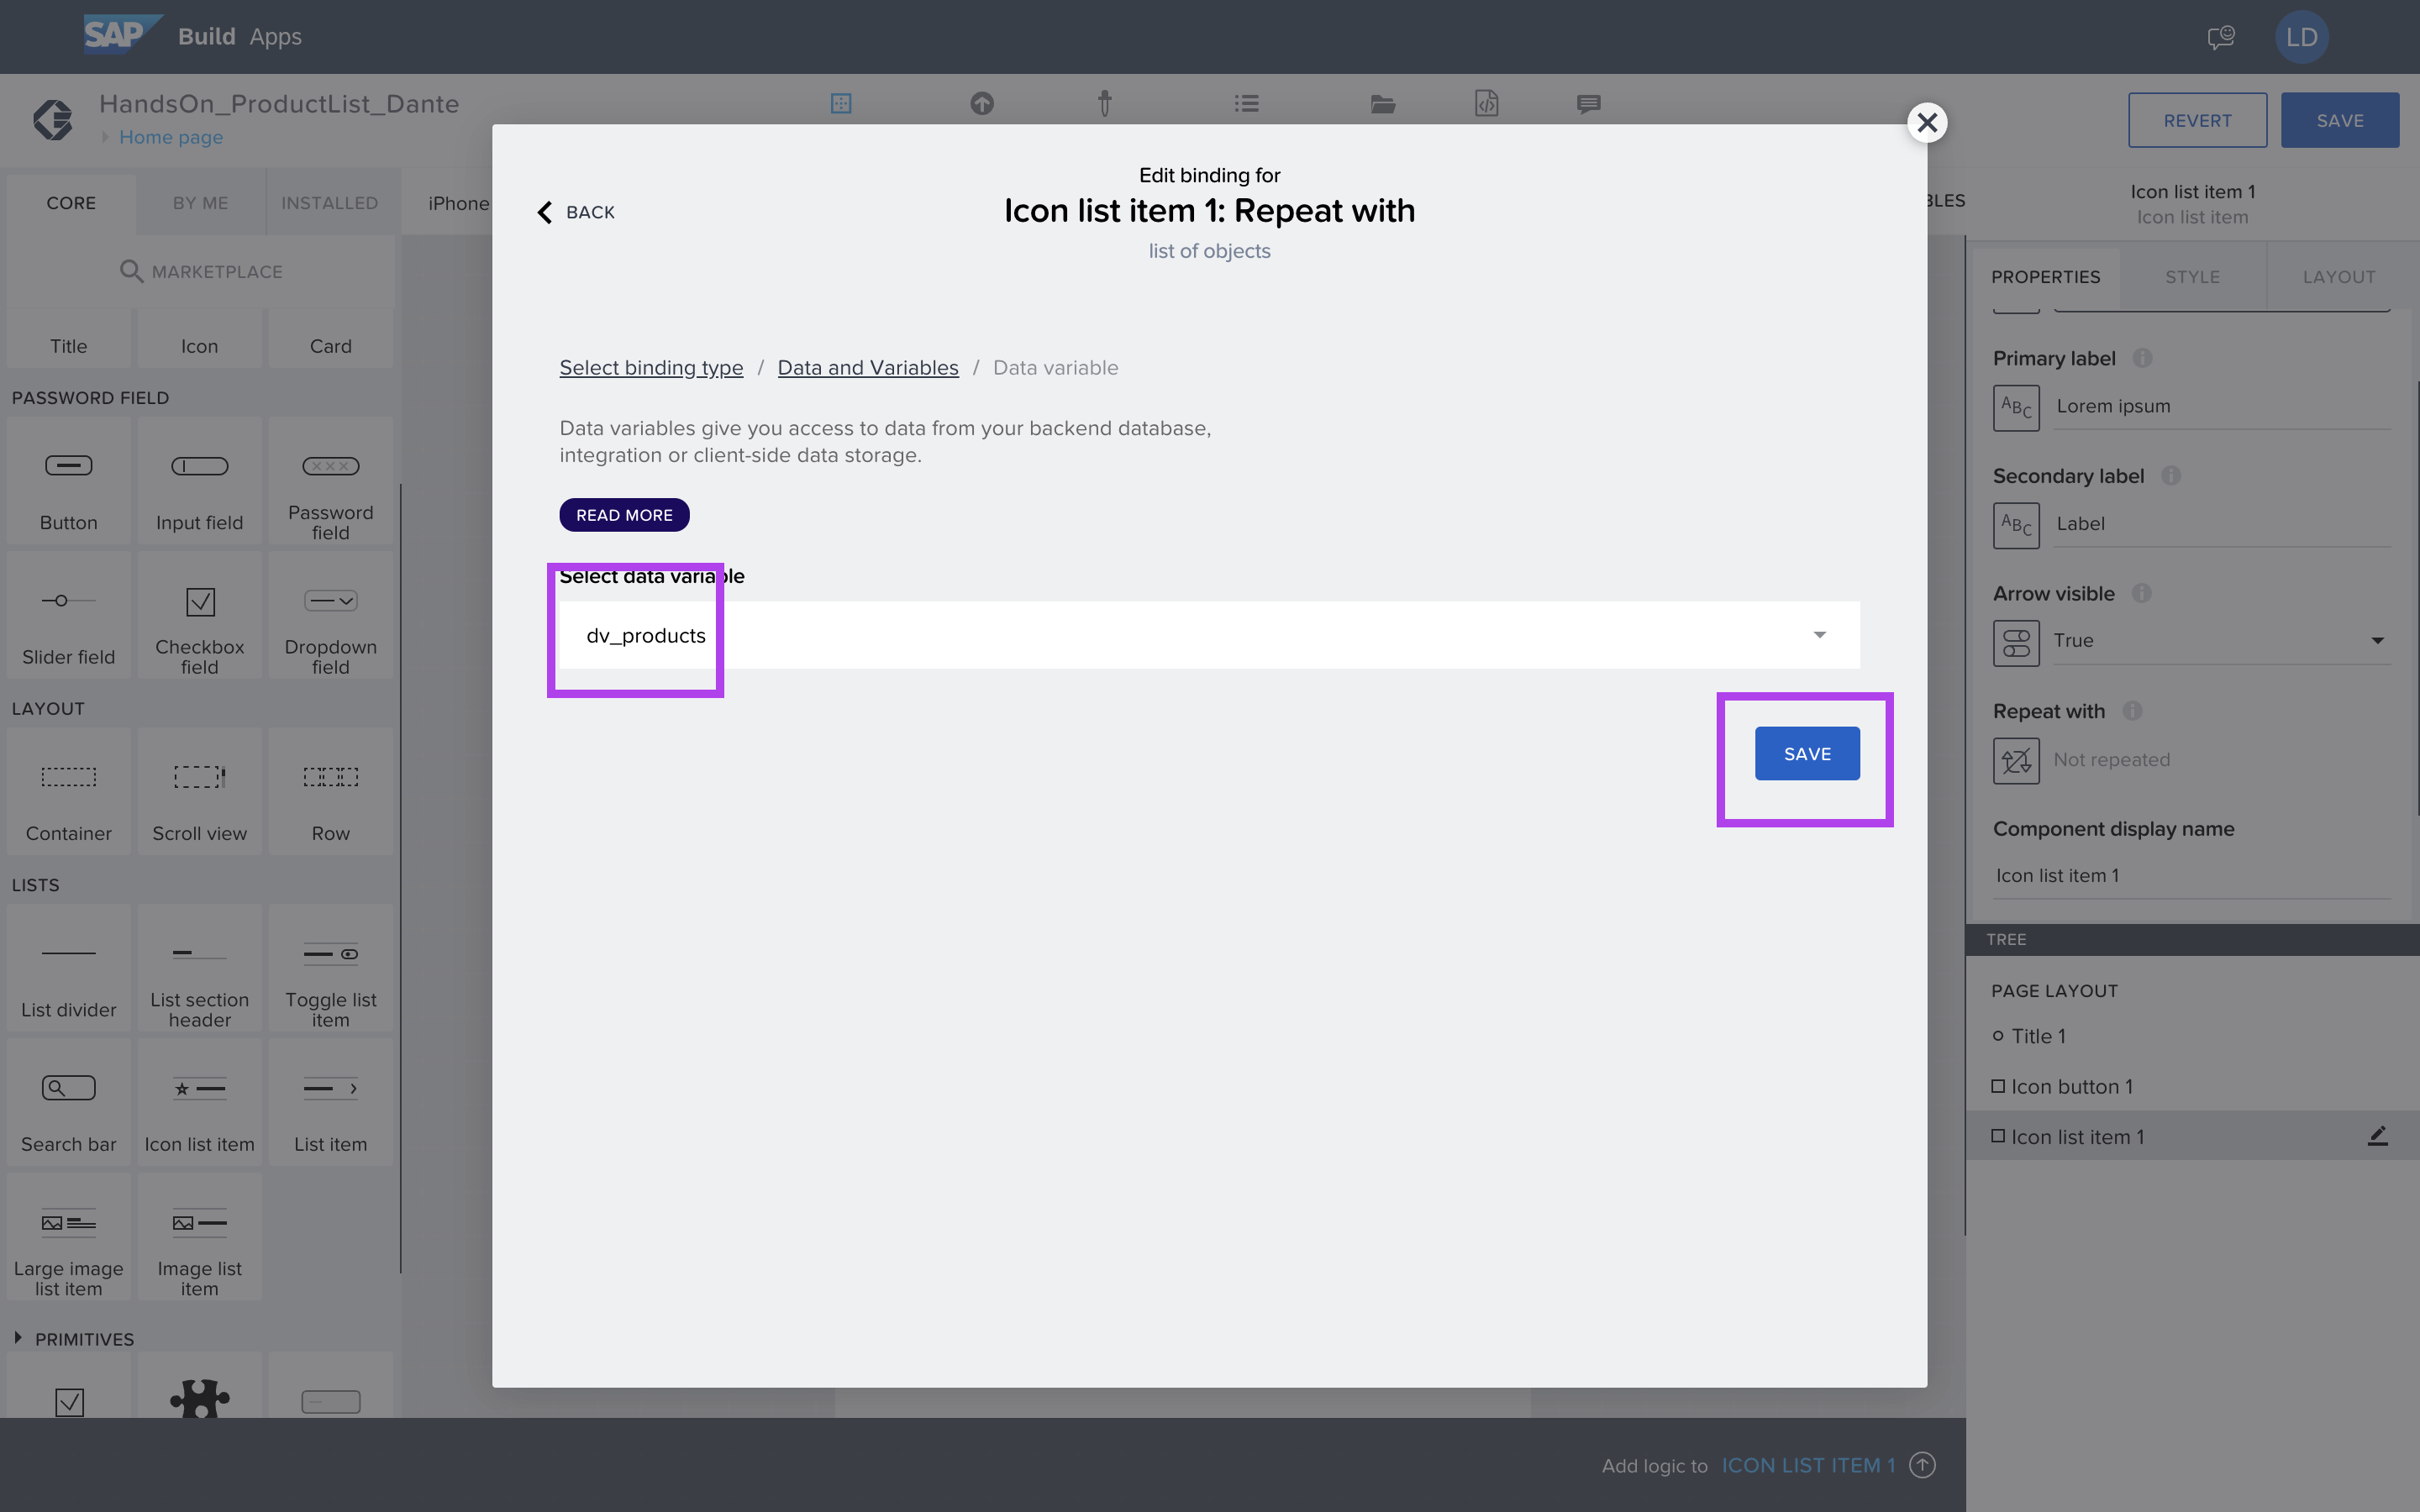 SAP Build Apps
LD
HandsOn_ProductList_Dante
Home page
REVERT
SAVE
CORE
BY ME
INSTALLED
MARKETPLACE
Title
Icon
Card
PASSWORD FIELD
Button
Input field
Password
field
Slider field
Checkbox
field
Dropdown
field
LAYOUT
Container
Scroll view
Row
LISTS
List divider
List section
header
Toggle list
item
Search bar
Icon list item
List item
Large image
list item
Image list
item
PRIMITIVES
iPhone
BACK
Edit binding for
Icon list item 1: Repeat with
list of objects
Select binding type / Data and Variables / Data variable
Data variables give you access to data from your backend database,
integration or client-side data storage.
READ MORE
Select data variable
dv_products
SAVE
BLES
Icon list item 1
Icon list item
PROPERTIES
STYLE
LAYOUT
Primary label
ABC
Lorem ipsum
Secondary label
ABC
Label
Arrow visible
True
Repeat with
Not repeated
Component display name
Icon list item 1
TREE
PAGE LAYOUT
Title 1
Icon button 1
Icon list item 1
Add logic to ICON LIST ITEM 1